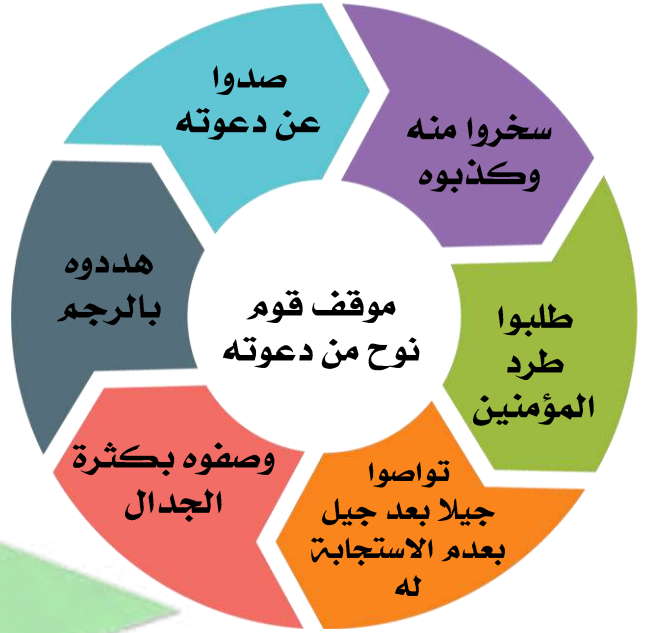 موقف قوم
نوح من دعوته
سخروا منه
وكذبوه
طلبوا
طرد
المؤمنين
تواصوا
جيلا بعد جيل
بعدم الاستجابة
له
وصفوه بكثرة
الجدال
هددوه
بالرجم
صدوا
عن دعوته